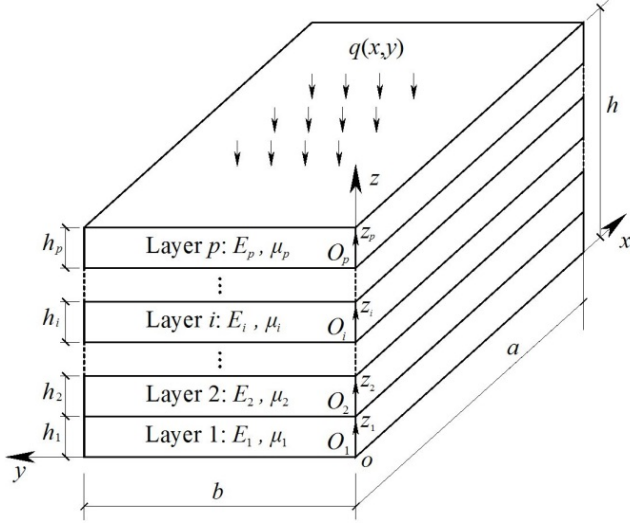 q(x,y)
h
z
z_p
h_p
Layer p: E_p , μ_p
O_p
x
⋮
z_i
h_i
Layer i: E_i , μ_i
O_i
a
⋮
z_2
h_2
Layer 2: E_2 , μ_2
O_2
z_1
h_1
Layer 1: E_1 , μ_1
O_1
o
y
b